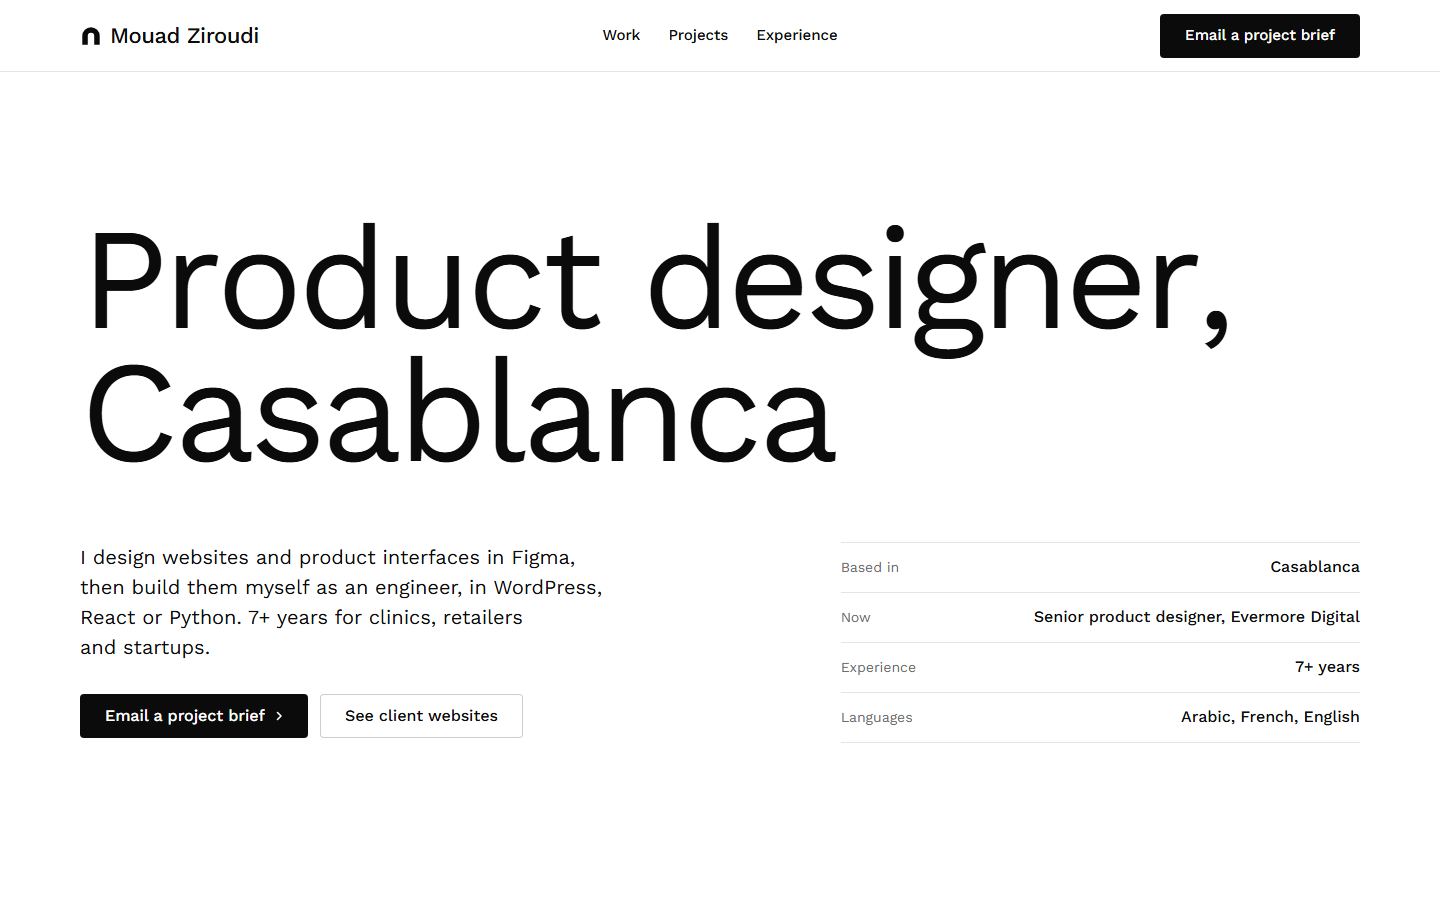 Mouad Ziroudi
Work
Projects
Experience
Email a project brief
Product designer,
Casablanca
I design websites and product interfaces in Figma,
then build them myself as an engineer, in WordPress,
React or Python. 7+ years for clinics, retailers
and startups.
Email a project brief
See client websites
Based in Casablanca
Now Senior product designer, Evermore Digital
Experience 7+ years
Languages Arabic, French, English